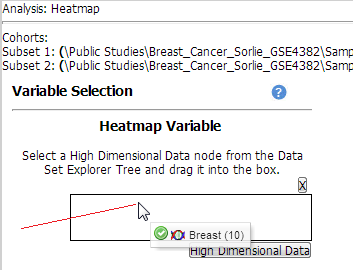 Analysis: Heatmap
Cohorts:
Subset 1: (\Public Studies\Breast_Cancer_Sorlie_GSE4382\Samp
Subset 2: (\Public Studies\Breast_Cancer_Sorlie_GSE4382\Sam
Variable Selection ?
Heatmap Variable
Select a High Dimensional Data node from the Data
Set Explorer Tree and drag it into the box.
X
Breast (10)
High Dimensional Data